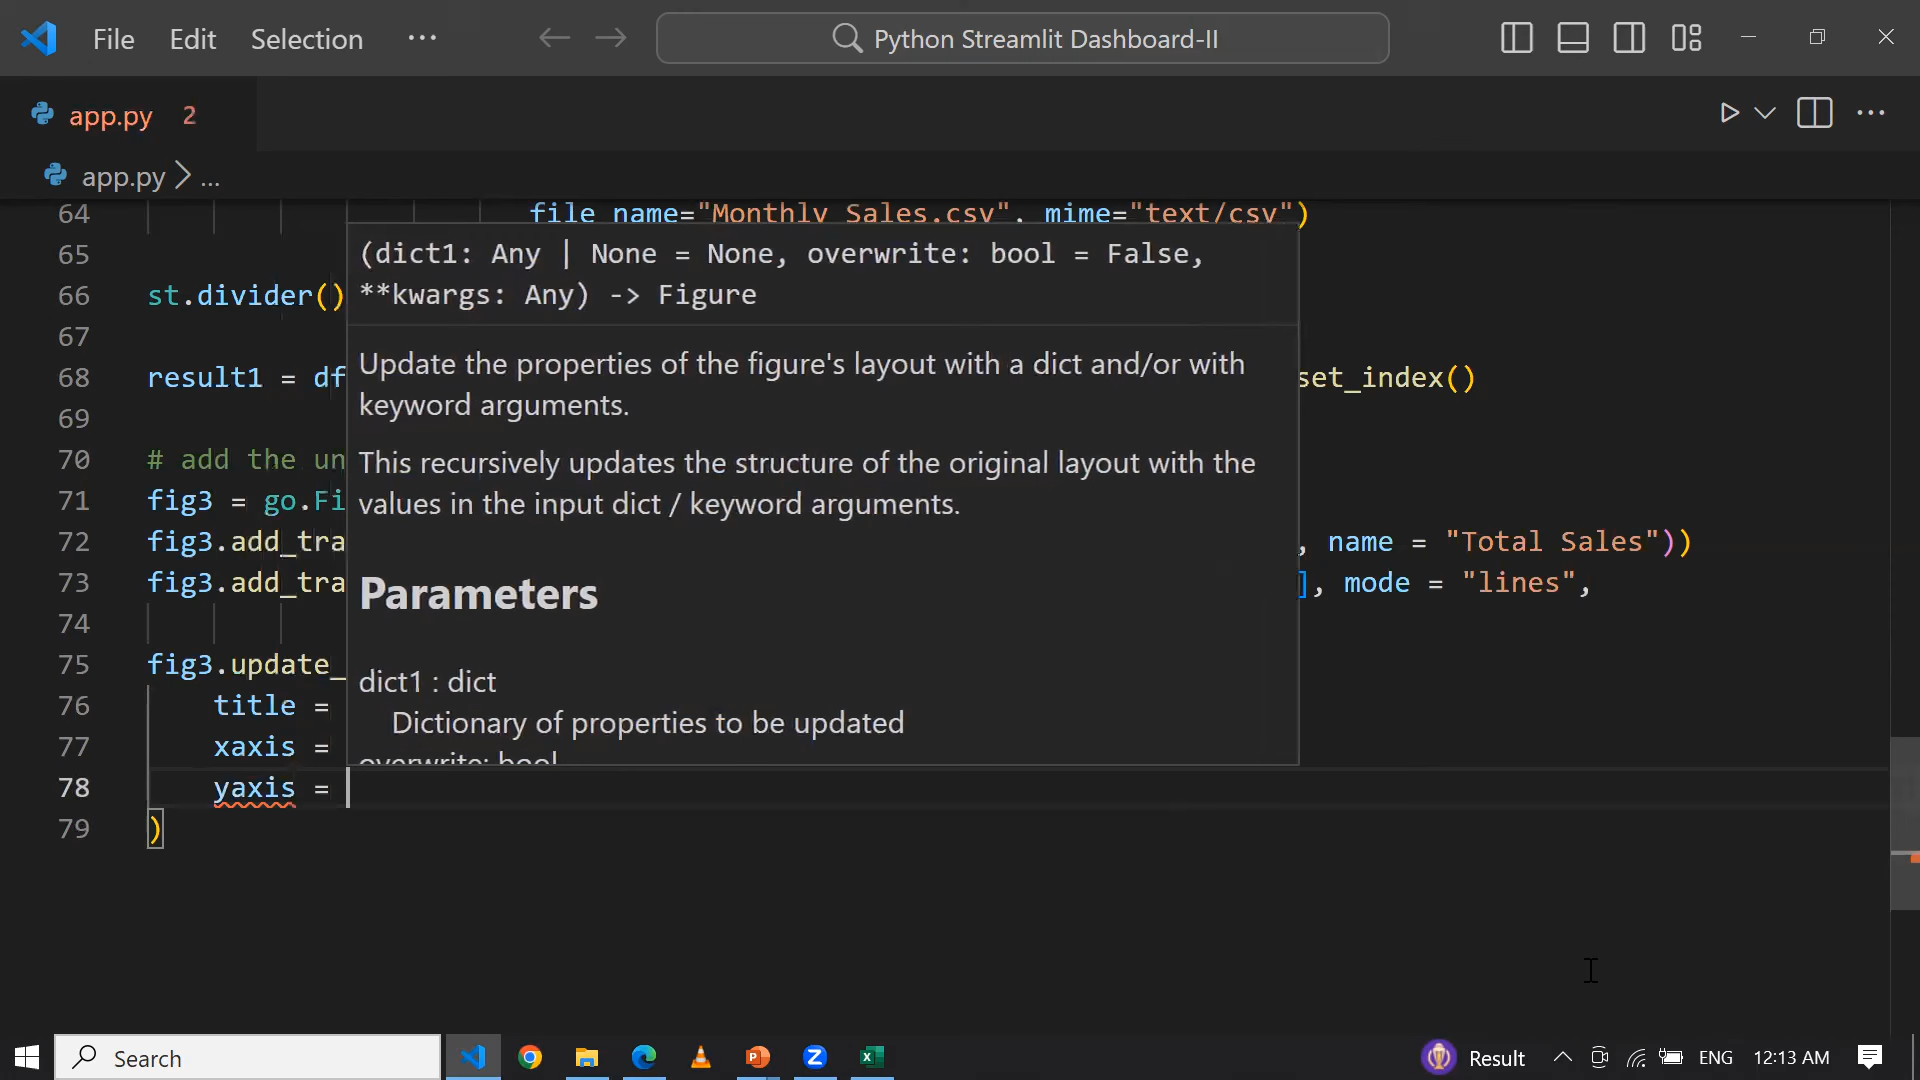 File Edit Selection ··· Python Streamlit Dashboard-II
app.py 2
app.py > ...
64 file_name="Monthly_Sales.csv", mime="text/csv")
(dict1: Any | None = None, overwrite: bool = False,
65
**kwargs: Any) -> Figure
66 st.divider()
67
Update the properties of the figure's layout with a dict and/or with
68 result1 = df set_index()
keyword arguments.
69
70 # add the un
This recursively updates the structure of the original layout with the
71 fig3 = go.Fi
values in the input dict / keyword arguments.
72 fig3.add_tra , name = "Total Sales"))
73 fig3.add_tra ], mode = "lines",
Parameters
74
75 fig3.update_
dict1 : dict
76 title =
Dictionary of properties to be updated
77 xaxis =
overwrite: bool
78 yaxis =
79 )
Search Result ENG 12:13 AM